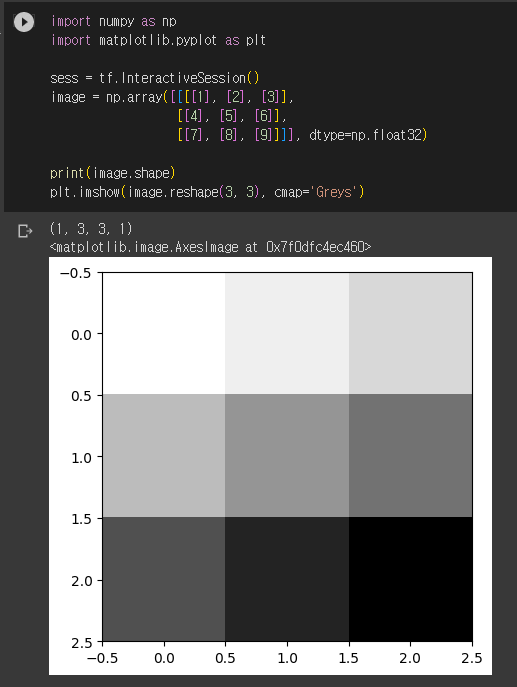 import numpy as np
import matplotlib.pyplot as plt
sess = tf.InteractiveSession()
image = np.array([[[[1], [2], [3]],
[[4], [5], [6]],
[[7], [8], [9]]]], dtype=np.float32)
print(image.shape)
plt.imshow(image.reshape(3, 3), cmap='Greys')
(1, 3, 3, 1)
<matplotlib.image.AxesImage at 0x7f0dfc4ec460>
−0.5
0.0
0.5
1.0
1.5
2.0
2.5
−0.5 0.0 0.5 1.0 1.5 2.0 2.5